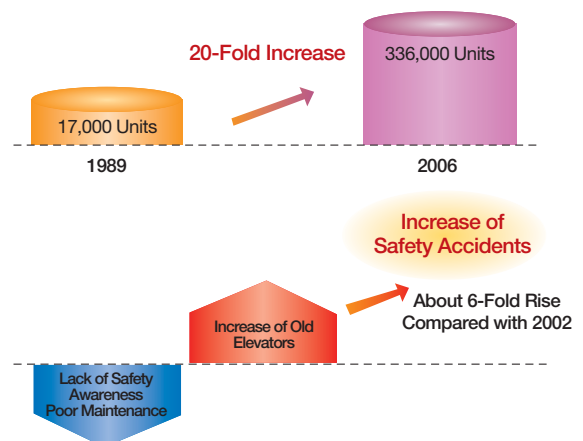 20-Fold Increase
336,000 Units
17,000 Units
1989
2006
Increase of
Safety Accidents
About 6-Fold Rise
Compared with 2002
Increase of Old
Elevators
Lack of Safety
Awareness
Poor Maintenance